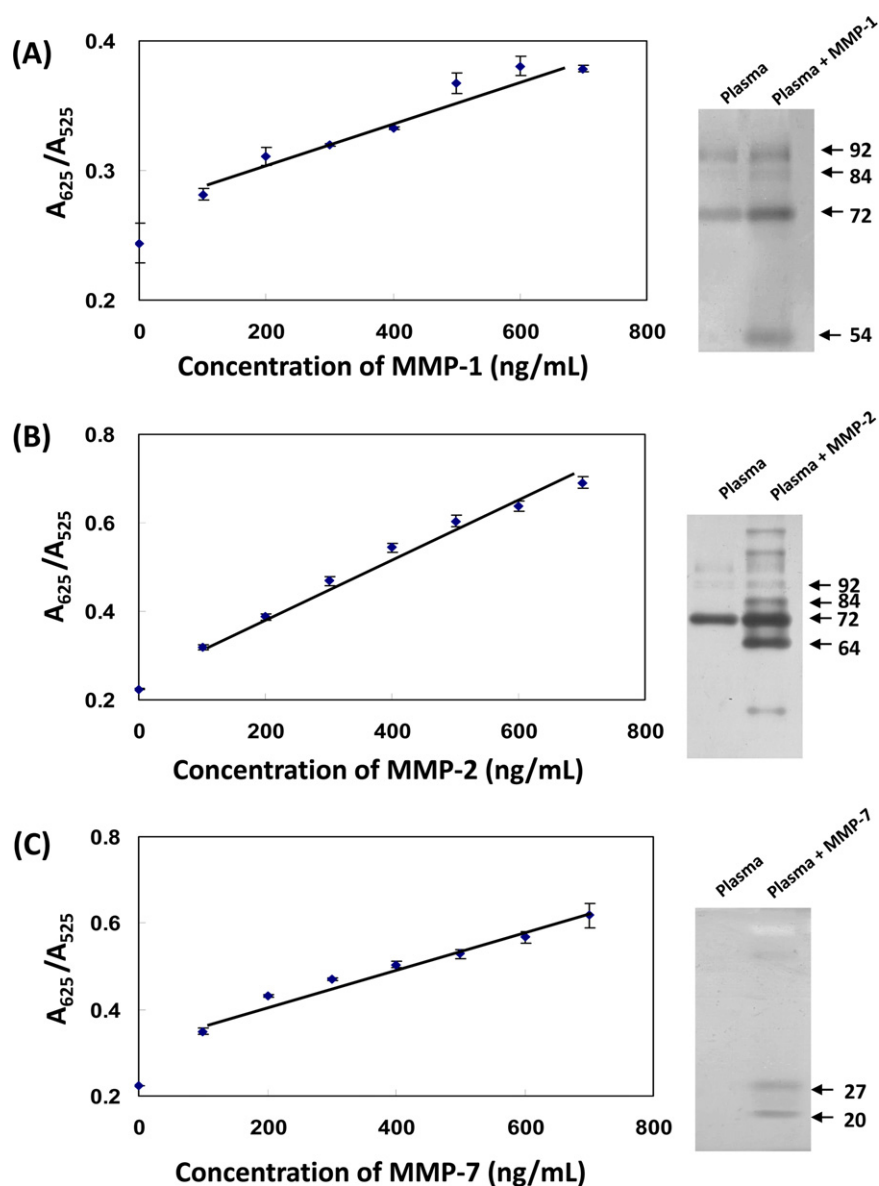 (A)
A625/A525
0.4
0.3
0.2
0
200
400
600
800
Concentration of MMP-1 (ng/mL)
Plasma
Plasma + MMP-1
92
84
72
54
(B)
A625/A525
0.8
0.6
0.4
0.2
0
200
400
600
800
Concentration of MMP-2 (ng/mL)
Plasma
Plasma + MMP-2
92
84
72
64
(C)
A625/A525
0.8
0.6
0.4
0.2
0
200
400
600
800
Concentration of MMP-7 (ng/mL)
Plasma
Plasma + MMP-7
27
20